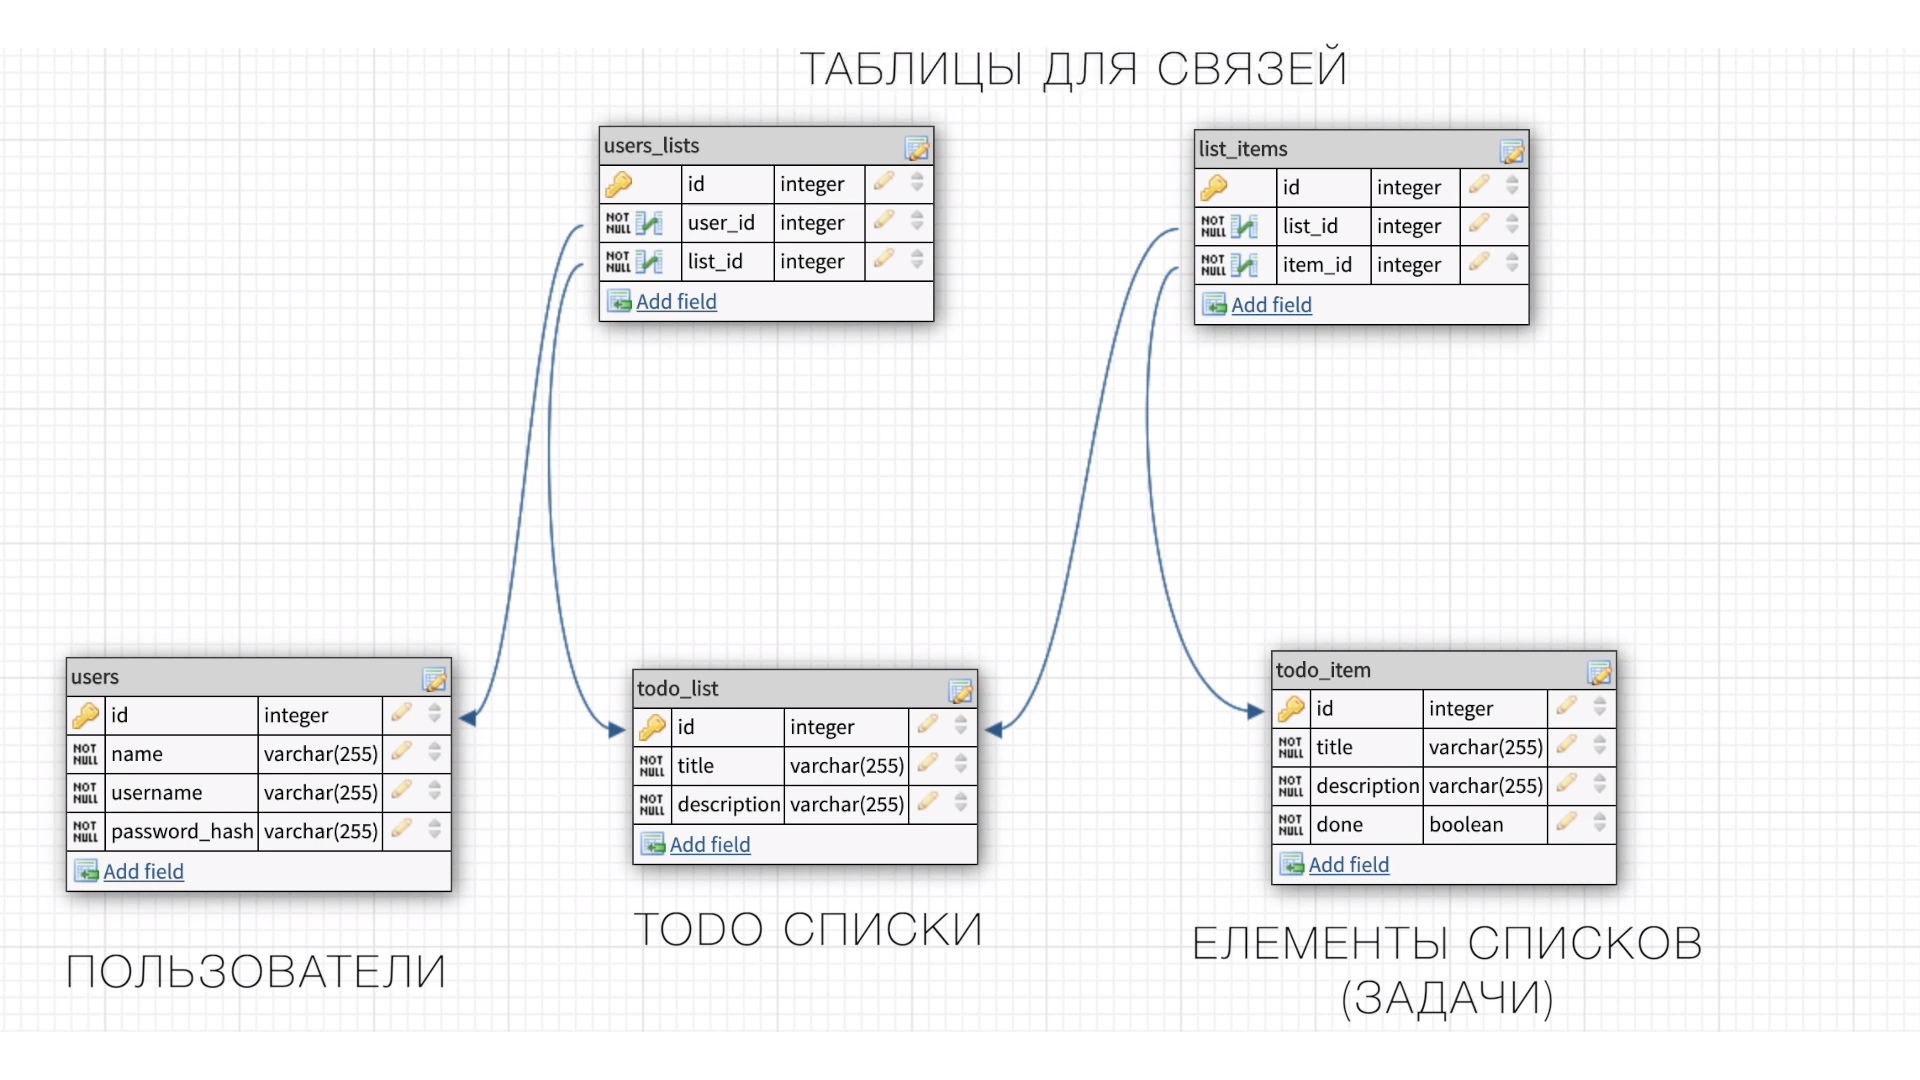 ТАБЛИЦЫ ДЛЯ СВЯЗЕЙ
users_lists
id integer
NOT NULL user_id integer
NOT NULL list_id integer
Add field
list_items
id integer
NOT NULL list_id integer
NOT NULL item_id integer
Add field
users
id integer
NOT NULL name varchar(255)
NOT NULL username varchar(255)
NOT NULL password_hash varchar(255)
Add field
ПОЛЬЗОВАТЕЛИ
todo_list
id integer
NOT NULL title varchar(255)
NOT NULL description varchar(255)
Add field
TODO СПИСКИ
todo_item
id integer
NOT NULL title varchar(255)
NOT NULL description varchar(255)
NOT NULL done boolean
Add field
ЕЛЕМЕНТЫ СПИСКОВ
(ЗАДАЧИ)